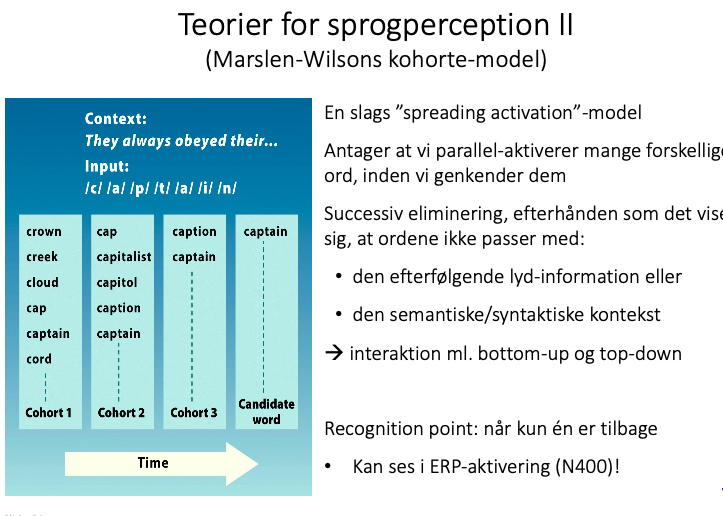 Teorier for sprogperception II
(Marslen-Wilsons kohorte-model)
Context:
They always obeyed their...
Input:
/c/ /a/ /p/ /t/ /a/ /i/ /n/
crown
creek
cloud
cap
captain
cord
Cohort 1
cap
capitalist
capitol
caption
captain
Cohort 2
caption
captain
Cohort 3
captain
Candidate
word
Time
En slags ”spreading activation”-model
Antager at vi parallel-aktiverer mange forskellige
ord, inden vi genkender dem
Successiv eliminering, efterhånden som det vise
sig, at ordene ikke passer med:
• den efterfølgende lyd-information eller
• den semantiske/syntaktiske kontekst
→ interaktion ml. bottom-up og top-down
Recognition point: når kun én er tilbage
• Kan ses i ERP-aktivering (N400)!